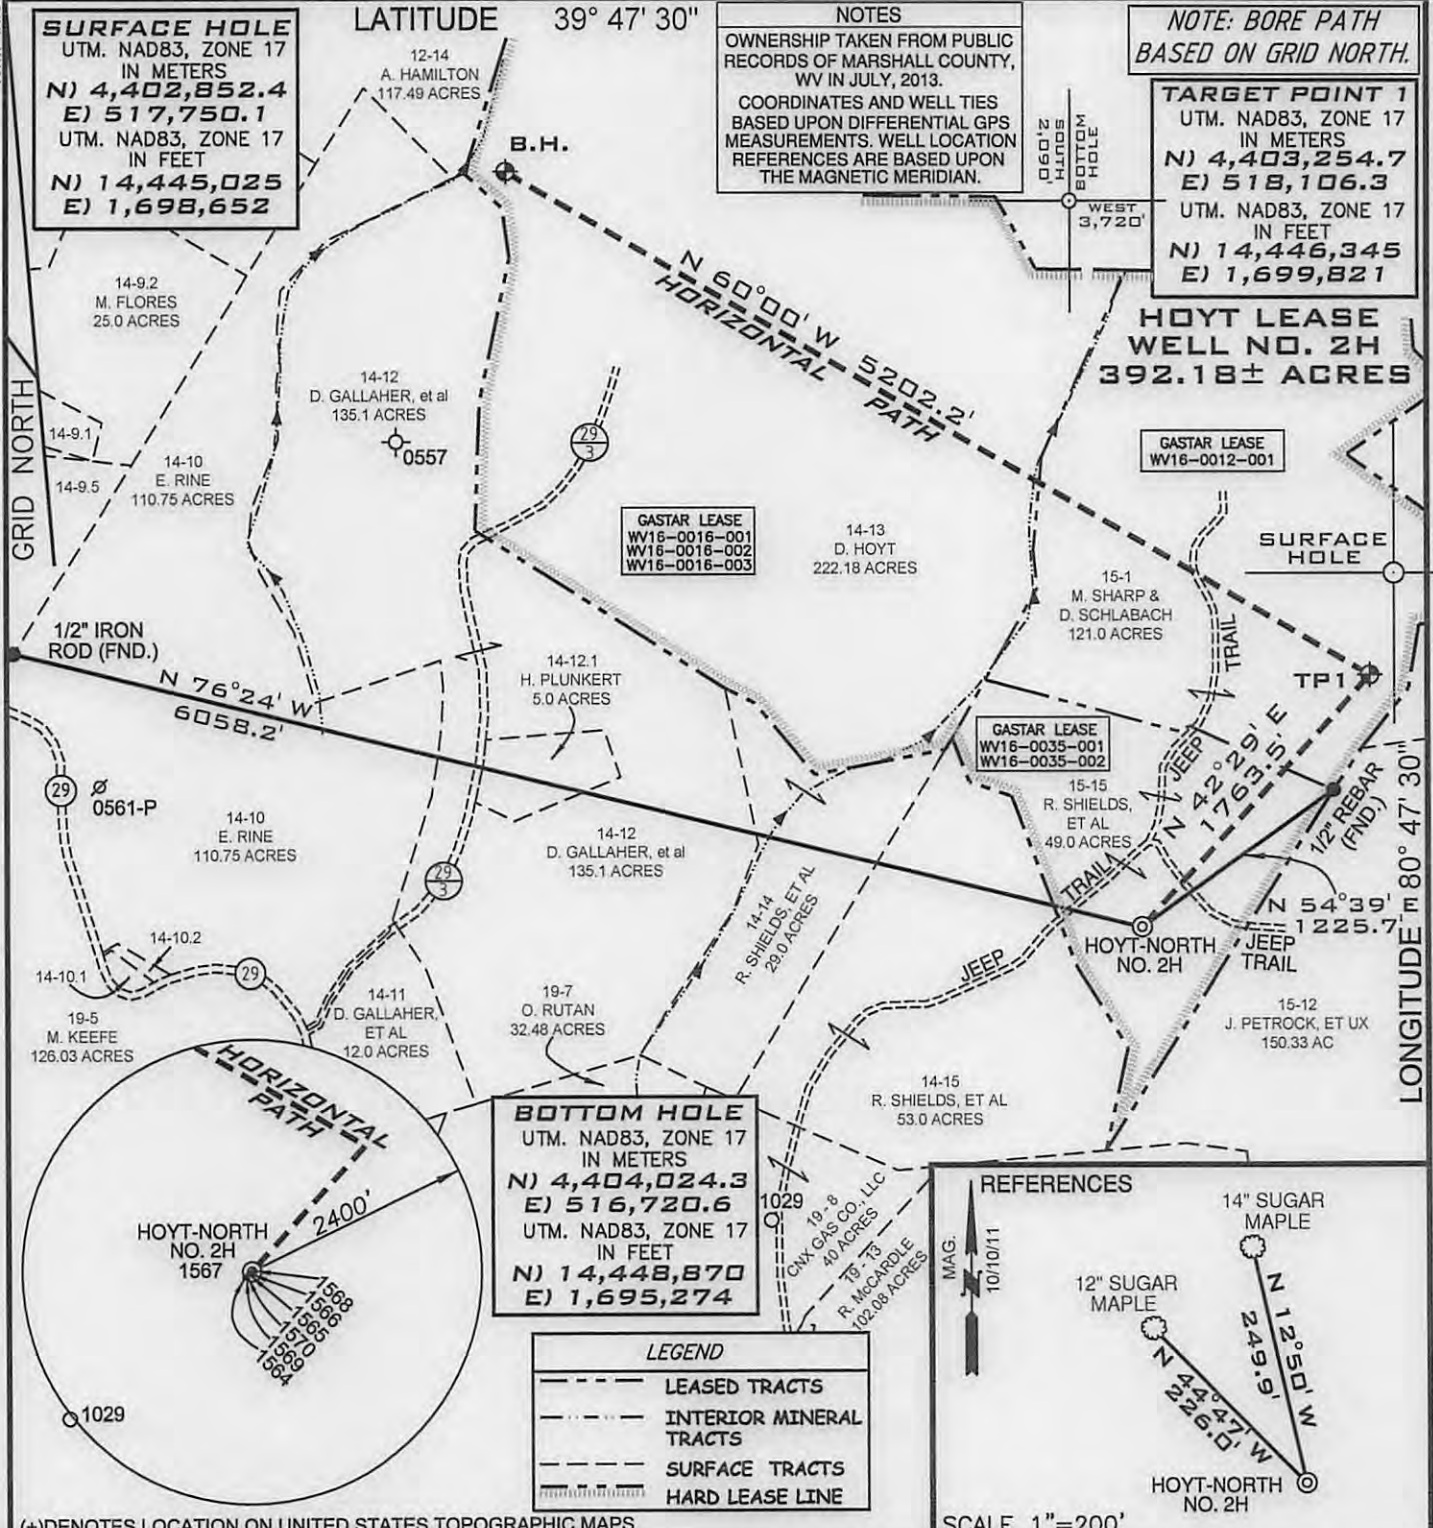 SURFACE HOLE
UTM. NAD83, ZONE 17
IN METERS
N) 4,402,852.4
E) 517,750.1
UTM. NAD83, ZONE 17
IN FEET
N) 14,445,025
E) 1,698,652
LATITUDE 39° 47' 30"
12-14
A. HAMILTON
117.49 ACRES
B.H.
NOTES
OWNERSHIP TAKEN FROM PUBLIC
RECORDS OF MARSHALL COUNTY,
WV IN JULY, 2013.
COORDINATES AND WELL TIES
BASED UPON DIFFERENTIAL GPS
MEASUREMENTS. WELL LOCATION
REFERENCES ARE BASED UPON
THE MAGNETIC MERIDIAN.
NOTE: BORE PATH
BASED ON GRID NORTH.
2,090'
SOUTH
BOTTOM
HOLE
WEST
3,720'
TARGET POINT 1
UTM. NAD83, ZONE 17
IN METERS
N) 4,403,254.7
E) 518,106.3
UTM. NAD83, ZONE 17
IN FEET
N) 14,446,345
E) 1,699,821
HOYT LEASE
WELL NO. 2H
392.18± ACRES
14-9.2
M. FLORES
25.0 ACRES
N 60°00' W 5202.2'
HORIZONTAL PATH
GRID NORTH
14-9.1
14-9.5
14-10
E. RINE
110.75 ACRES
14-12
D. GALLAHER, et al
135.1 ACRES
0557
29
3
GASTAR LEASE
WV16-0012-001
GASTAR LEASE
WV16-0016-001
WV16-0016-002
WV16-0016-003
14-13
D. HOYT
222.18 ACRES
SURFACE
HOLE
15-1
M. SHARP &
D. SCHLABACH
121.0 ACRES
TRAIL
JEEP
1/2" IRON
ROD (FND.)
N 76°24' W
6058.2'
14-12.1
H. PLUNKERT
5.0 ACRES
TP1
GASTAR LEASE
WV16-0035-001
WV16-0035-002
15-15
R. SHIELDS,
ET AL
49.0 ACRES
N 42°29' E
1763.5'
1/2" REBAR
(FND.)
29
0561-P
14-10
E. RINE
110.75 ACRES
14-12
D. GALLAHER, et al
135.1 ACRES
29
3
14-14
R. SHIELDS, ET AL
29.0 ACRES
TRAIL
JEEP
N 54°39' E
1225.7'
HOYT-NORTH
NO. 2H
JEEP
TRAIL
LONGITUDE 80° 47' 30"
14-10.2
14-10.1
29
19-5
M. KEEFE
126.03 ACRES
14-11
D. GALLAHER,
ET AL
12.0 ACRES
19-7
O. RUTAN
32.48 ACRES
15-12
J. PETROCK, ET UX
150.33 AC
14-15
R. SHIELDS, ET AL
53.0 ACRES
HORIZONTAL
PATH
2400'
HOYT-NORTH
NO. 2H
1567
1568
1566
1565
1570
1569
1564
1029
BOTTOM HOLE
UTM. NAD83, ZONE 17
IN METERS
N) 4,404,024.3
E) 516,720.6
UTM. NAD83, ZONE 17
IN FEET
N) 14,448,870
E) 1,695,274
1029
19-8
CNX GAS CO., LLC
40 ACRES
19-13
R. McCARDLE
102.08 ACRES
LEGEND
LEASED TRACTS
INTERIOR MINERAL
TRACTS
SURFACE TRACTS
HARD LEASE LINE
REFERENCES
MAG.
N
10/10/11
14" SUGAR
MAPLE
12" SUGAR
MAPLE
N 12°50' W
249.9'
N 44°47' W
226.0'
HOYT-NORTH
NO. 2H
SCALE 1"=200'
(+)DENOTES LOCATION ON UNITED STATES TOPOGRAPHIC MAPS